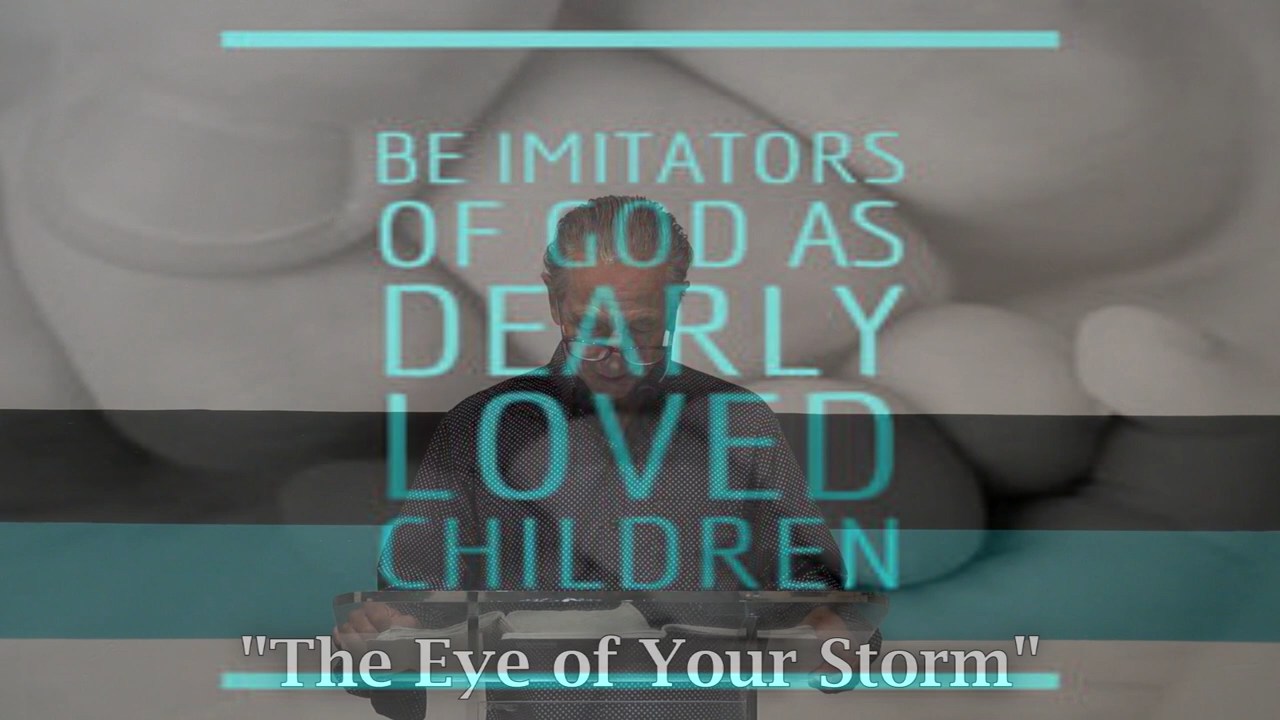 BE IMITATORS
OF GOD AS
DEARLY
LOVED
CHILDREN
"The Eye of Your Storm"